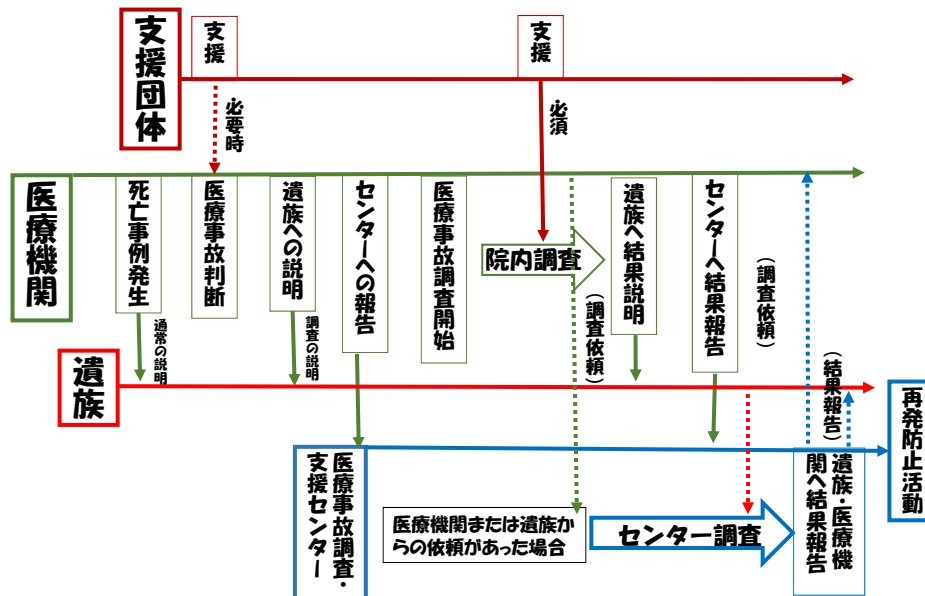 支援団体
支援
支援
必要時
必須
医療機関
死亡事例発生
医療事故判断
遺族への説明
センターへの報告
医療事故調査開始
院内調査
遺族へ結果説明
センターへ結果報告
(調査依頼)
(調査依頼)
通常の説明
調査の説明
遺族
(結果報告)
再発防止活動
医療事故調査・
支援センター
医療機関または遺族か
らの依頼があった場合
センター調査
遺族・医療機
関へ結果報告